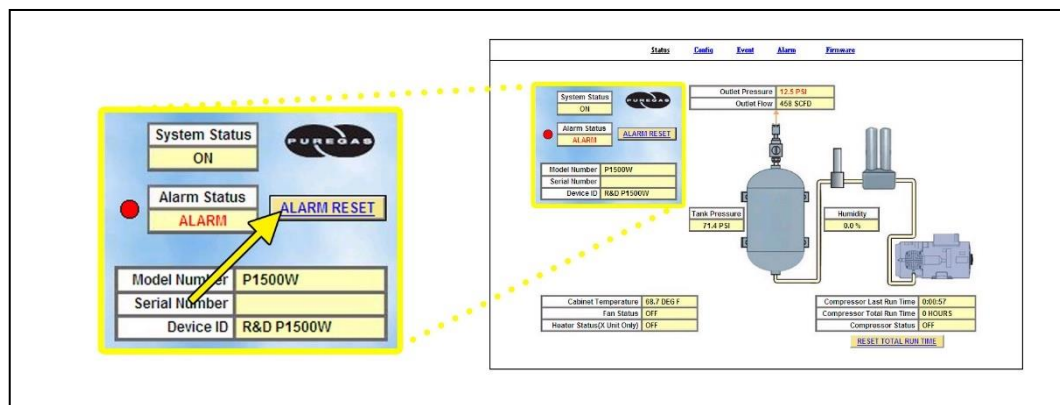 System Status
ON
PUREGAS
Alarm Status
ALARM
ALARM RESET
Model Number P1500W
Serial Number
Device ID R&D P1500W
Status Config Event Alarm Firmware
System Status
ON
PUREGAS
Alarm Status
ALARM
ALARM RESET
Model Number P1500W
Serial Number
Device ID R&D P1500W
Outlet Pressure 12.5 PSI
Outlet Flow 458 SCFD
Tank Pressure
71.4 PSI
Humidity
0.0 %
Cabinet Temperature 68.7 DEG F
Fan Status OFF
Heater Status(X Unit Only) OFF
Compressor Last Run Time 0:00:57
Compressor Total Run Time 0 HOURS
Compressor Status OFF
RESET TOTAL RUN TIME